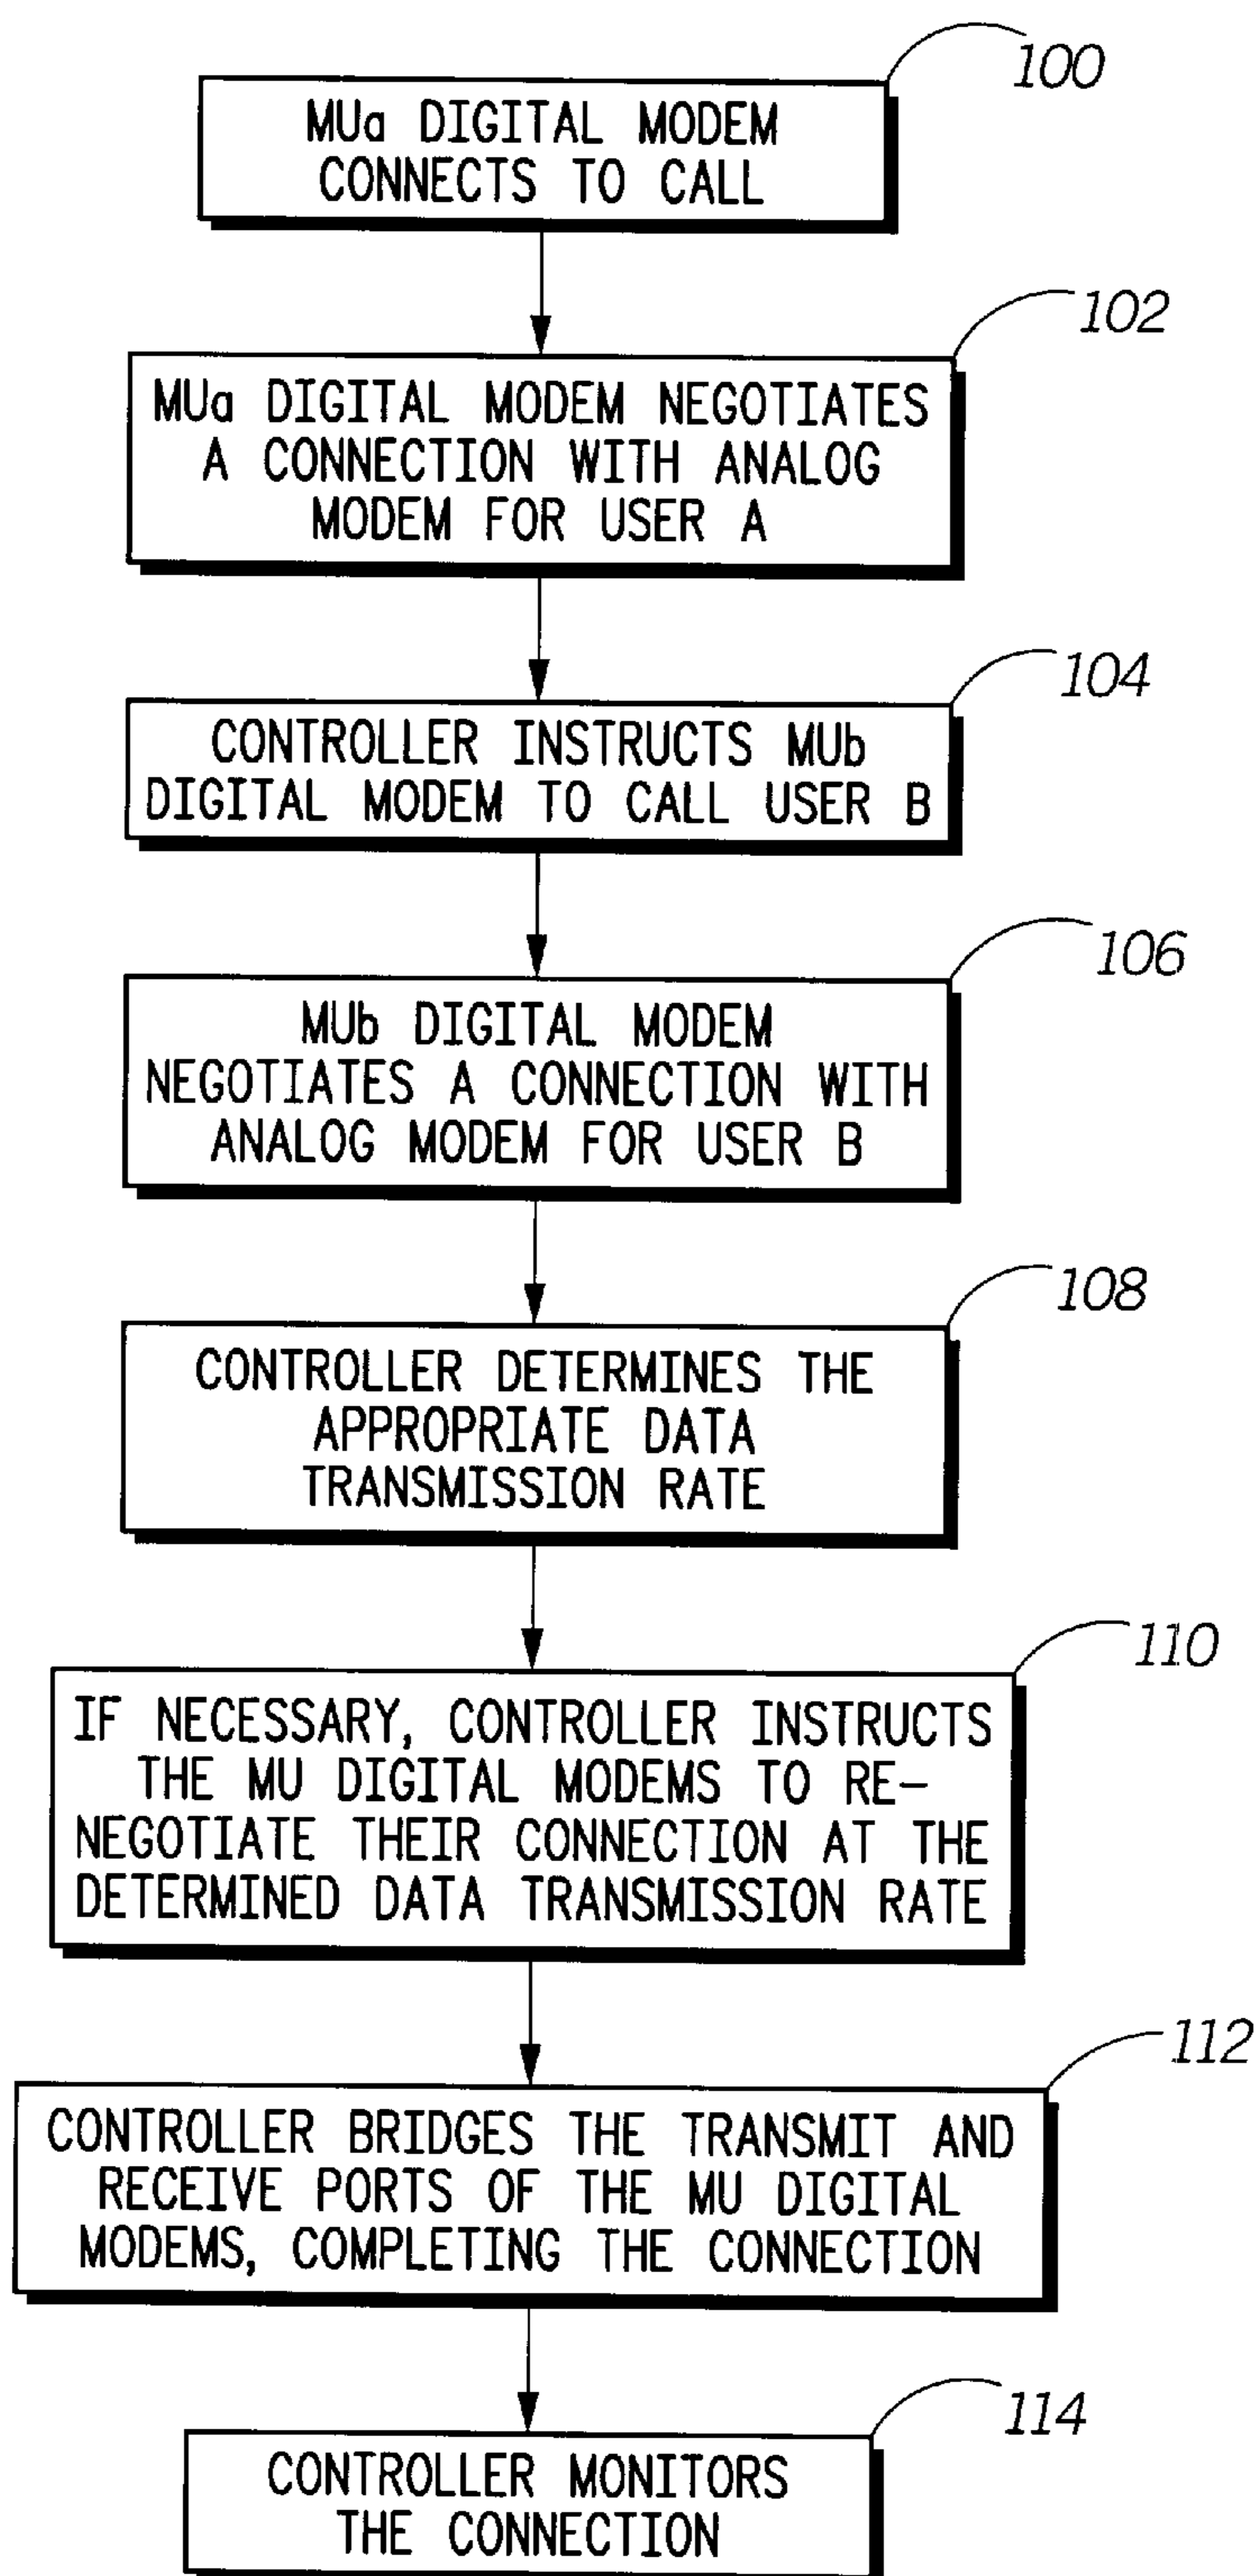 100
MUa DIGITAL MODEM
CONNECTS TO CALL
102
MUa DIGITAL MODEM NEGOTIATES
A CONNECTION WITH ANALOG
MODEM FOR USER A
104
CONTROLLER INSTRUCTS MUb
DIGITAL MODEM TO CALL USER B
106
MUb DIGITAL MODEM
NEGOTIATES A CONNECTION WITH
ANALOG MODEM FOR USER B
108
CONTROLLER DETERMINES THE
APPROPRIATE DATA
TRANSMISSION RATE
110
IF NECESSARY, CONTROLLER INSTRUCTS
THE MU DIGITAL MODEMS TO RE-
NEGOTIATE THEIR CONNECTION AT THE
DETERMINED DATA TRANSMISSION RATE
112
CONTROLLER BRIDGES THE TRANSMIT AND
RECEIVE PORTS OF THE MU DIGITAL
MODEMS, COMPLETING THE CONNECTION
114
CONTROLLER MONITORS
THE CONNECTION